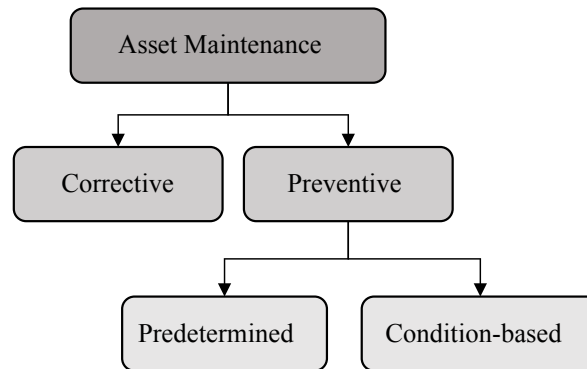 Asset Maintenance
Corrective
Preventive
Predetermined
Condition-based